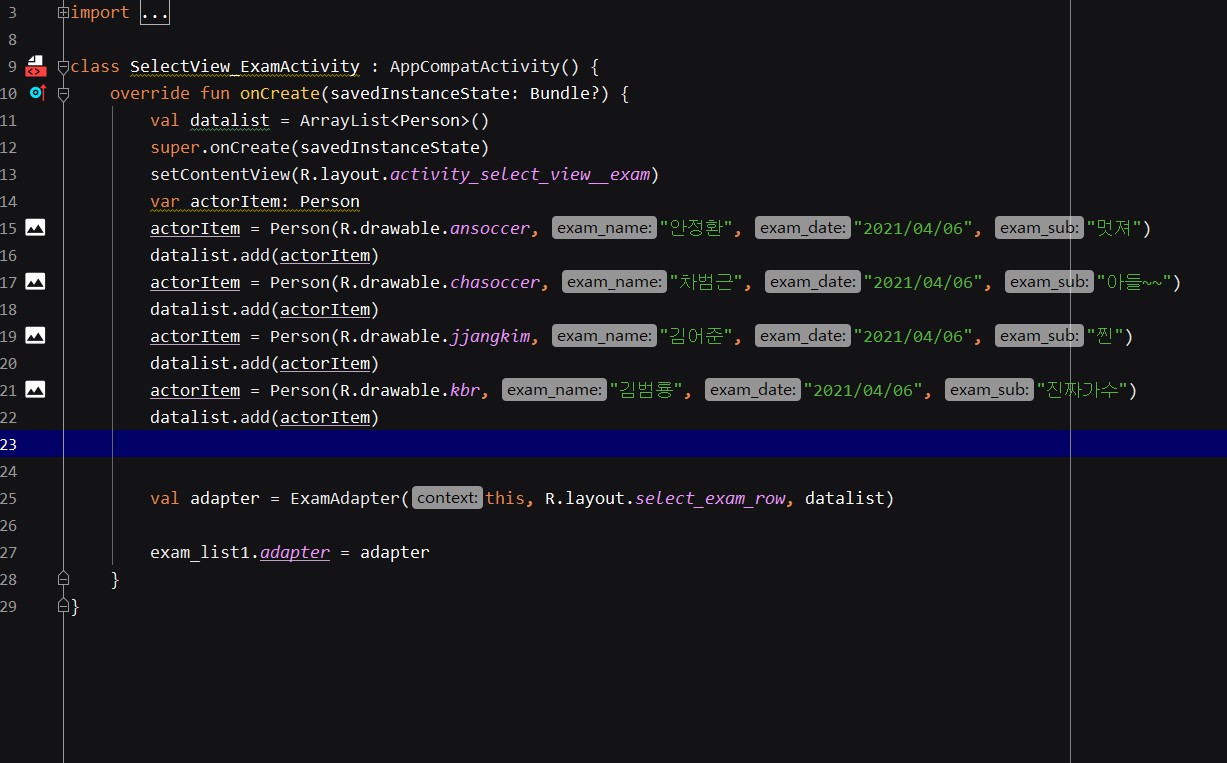 3 import ...
8
9 class SelectView_ExamActivity : AppCompatActivity() {
10 override fun onCreate(savedInstanceState: Bundle?) {
11 val datalist = ArrayList<Person>()
12 super.onCreate(savedInstanceState)
13 setContentView(R.layout.activity_select_view__exam)
14 var actorItem: Person
15 actorItem = Person(R.drawable.ansoccer, exam_name: "안정환", exam_date: "2021/04/06", exam_sub: "멋져")
16 datalist.add(actorItem)
17 actorItem = Person(R.drawable.chasoccer, exam_name: "차범근", exam_date: "2021/04/06", exam_sub: "아들~~")
18 datalist.add(actorItem)
19 actorItem = Person(R.drawable.jjangkim, exam_name: "김어준", exam_date: "2021/04/06", exam_sub: "찐")
20 datalist.add(actorItem)
21 actorItem = Person(R.drawable.kbr, exam_name: "김범룡", exam_date: "2021/04/06", exam_sub: "진짜가수")
22 datalist.add(actorItem)
23
24
25 val adapter = ExamAdapter( context: this, R.layout.select_exam_row, datalist)
26
27 exam_list1.adapter = adapter
28 }
29 }